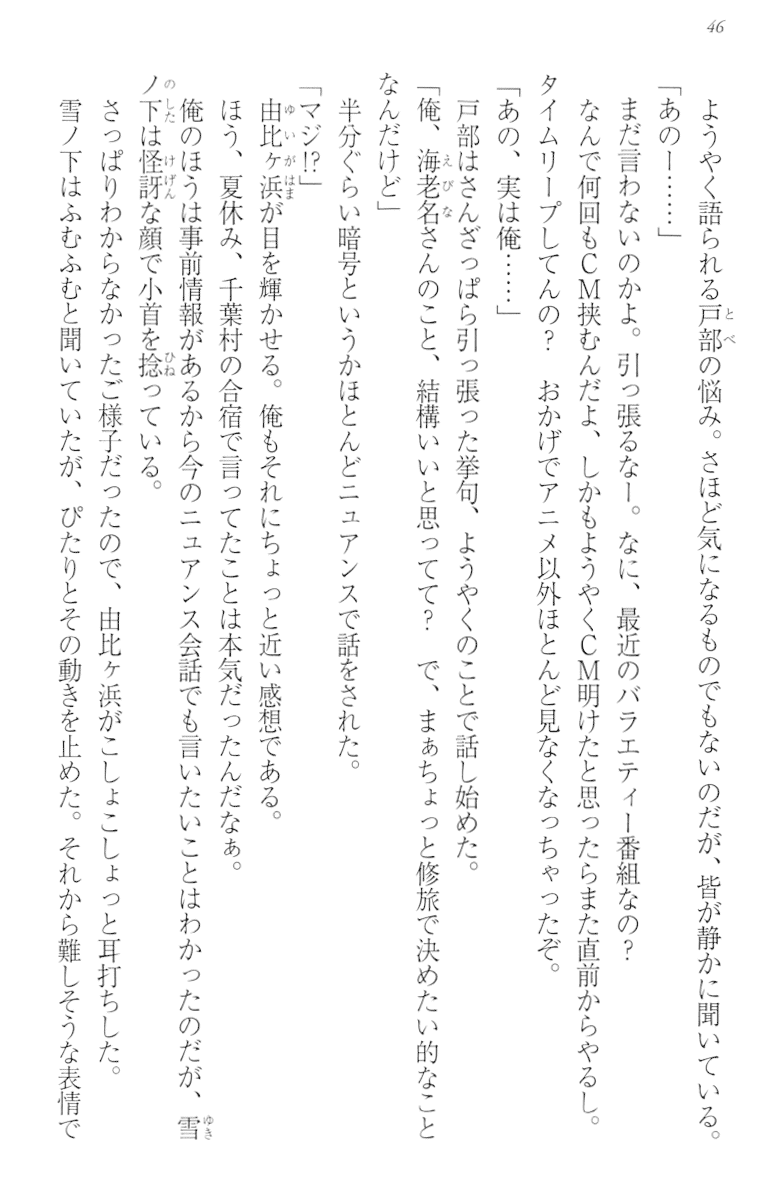 46
ようやく語られる戸部の悩み。さほど気になるものでもないのだが、皆が静かに聞いている。
「あのー……」
まだ言わないのかよ。引っ張るなー。なに、最近のバラエティー番組なの?
なんで何回もCM挟むんだよ、しかもようやくCM明けたと思ったらまた直前からやるし。
タイムリープしてんの? おかげでアニメ以外ほとんど見なくなっちゃったぞ。
「あの、実は俺……」
戸部はさんざっぱら引っ張った挙句、ようやくのことで話し始めた。
「俺、海老名さんのこと、結構いいと思ってて? で、まぁちょっと修旅で決めたい的なこと
なんだけど」
半分ぐらい暗号というかほとんどニュアンスで話をされた。
「マジ!?」
由比ヶ浜が目を輝かせる。俺もそれにちょっと近い感想である。
ほう、夏休み、千葉村の合宿で言ってたことは本気だったんだなぁ。
俺のほうは事前情報があるから今のニュアンス会話でも言いたいことはわかったのだが、雪
ノ下は怪訝な顔で小首を捻っている。
さっぱりわからなかったご様子だったので、由比ヶ浜がこしょこしょっと耳打ちした。
雪ノ下はふむふむと聞いていたが、ぴたりとその動きを止めた。それから難しそうな表情で